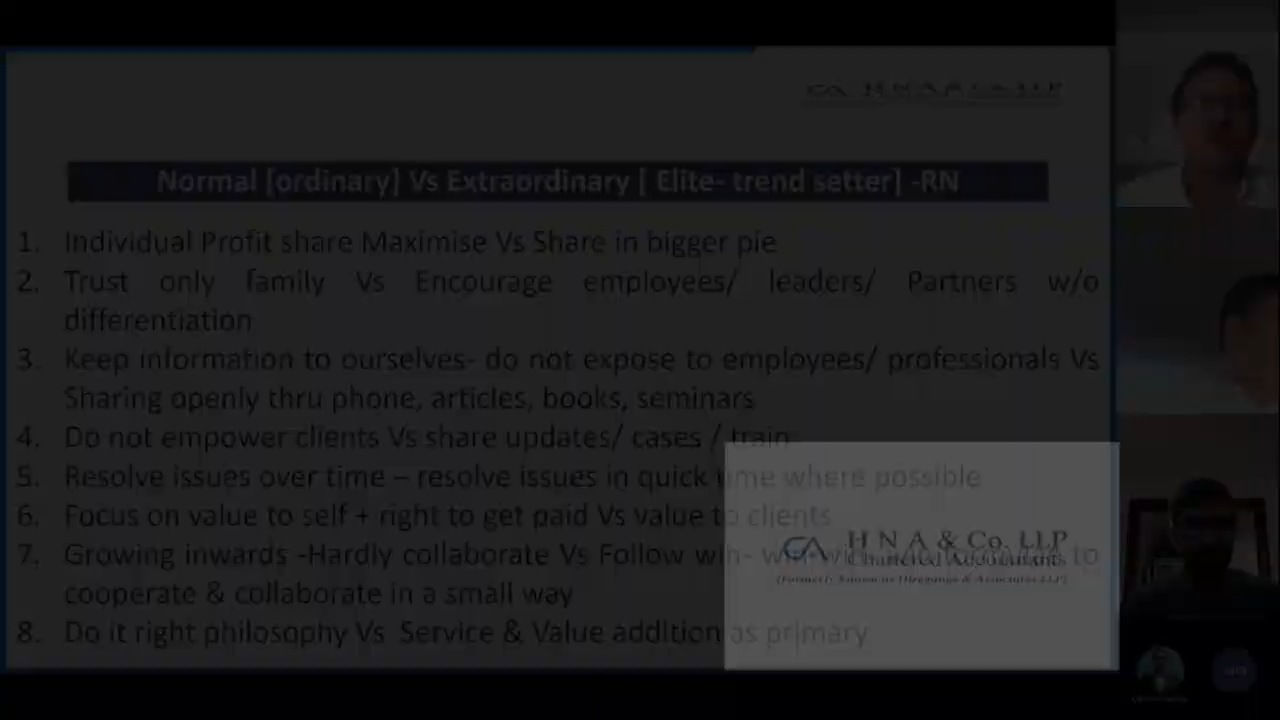 CA H N A & Co. LLP
Normal [ordinary] Vs Extraordinary [ Elite- trend setter] -RN
1. Individual Profit share Maximise Vs Share in bigger pie
2. Trust only family Vs Encourage employees/ leaders/ Partners w/o
differentiation
3. Keep information to ourselves- do not expose to employees/ professionals Vs
Sharing openly thru phone, articles, books, seminars
4. Do not empower clients Vs share updates/ cases / train
5. Resolve issues over time – resolve issues in quick time where possible
6. Focus on value to self + right to get paid Vs value to clients
7. Growing inwards -Hardly collaborate Vs Follow win- to
cooperate & collaborate in a small way
8. Do it right philosophy Vs Service & Value addition as primary
CA H N A & Co. LLP
Chartered Accountants